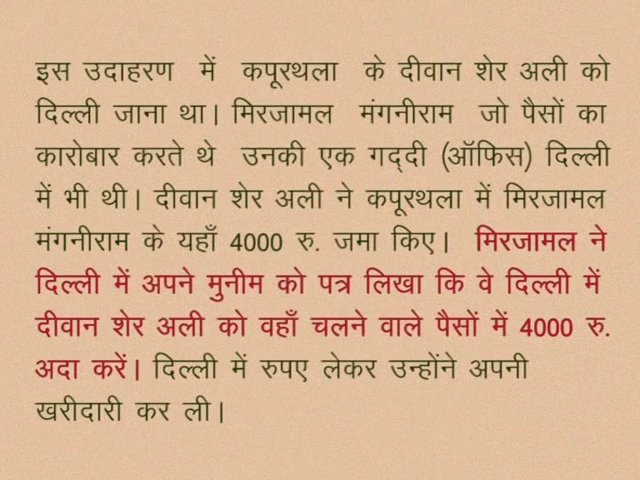 इस उदाहरण में कपूरथला के दीवान शेर अली को
दिल्ली जाना था। मिरजामल मंगनीराम जो पैसों का
कारोबार करते थे उनकी एक गद्दी (ऑफिस) दिल्ली
में भी थी। दीवान शेर अली ने कपूरथला में मिरजामल
मंगनीराम के यहाँ 4000 रु. जमा किए। मिरजामल ने
दिल्ली में अपने मुनीम को पत्र लिखा कि वे दिल्ली में
दीवान शेर अली को वहाँ चलने वाले पैसों में 4000 रु.
अदा करें। दिल्ली में रुपए लेकर उन्होंने अपनी
खरीदारी कर ली।